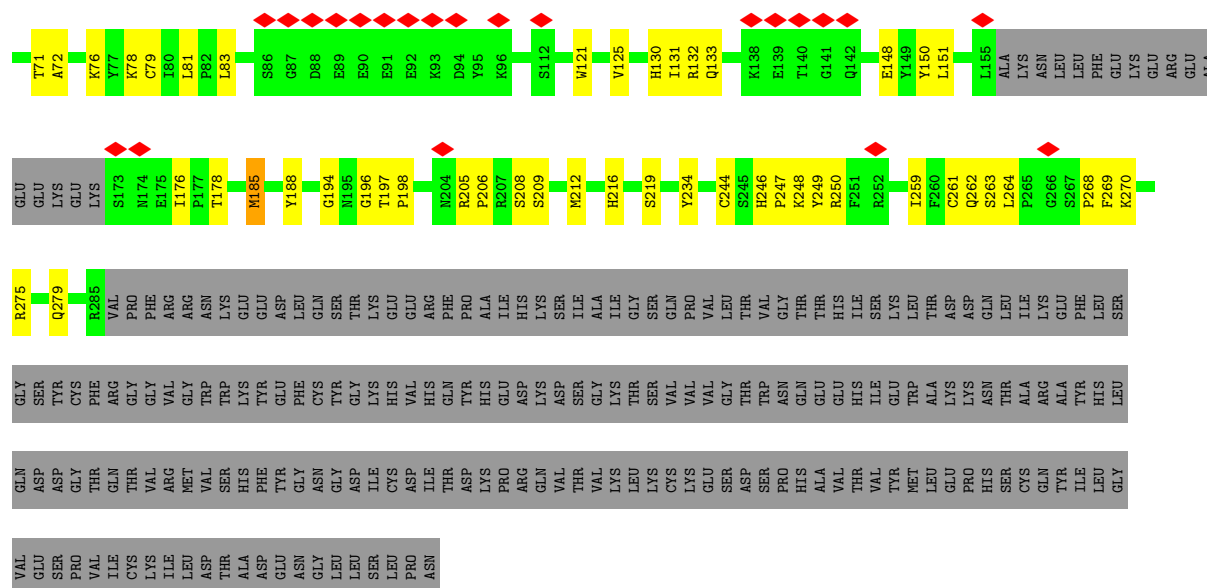 T71 A72 K76 Y77 K78 C79 I80 L81 P82 L83 S86 G87 D88 E89 E90 E91 E92 K93 D94 Y95 K96 S112 W121 V125 H130 I131 R132 Q133 K138 E139 T140 G141 Q142 E148 Y149 Y150 L151 L155 ALA LYS ASN LEU LEU PHE GLU LYS GLU ARG GLU ALA
GLU GLU LYS GLU LYS S173 N174 E175 I176 P177 T178 M185 Y188 G194 N195 G196 T197 P198 N204 R205 P206 R207 S208 S209 M212 H216 S219 Y234 C244 S245 H246 P247 K248 Y249 R250 F251 R252 I259 F260 C261 Q262 S263 L264 P265 G266 S267 P268 F269 K270
R275 Q279 R285 VAL PRO PHE ARG ARG ASN LYS GLU GLU ASP LEU GLN SER THR LYS GLU GLU ARG PHE PRO ALA ILE HIS LYS SER ILE ALA ILE GLY SER GLN PRO VAL LEU THR VAL GLY THR THR HIS ILE SER LYS LEU THR ASP ASP GLN LEU ILE LYS GLU PHE LEU SER
GLY SER TYR CYS PHE ARG GLY GLY VAL GLY TRP TRP LYS TYR GLU PHE CYS TYR GLY LYS HIS VAL HIS GLN TYR HIS GLU ASP LYS ASP SER GLY LYS THR SER VAL VAL VAL GLY THR TRP ASN GLN GLU GLU HIS ILE GLU TRP ALA LYS LYS ASN THR ALA ARG ALA TYR HIS LEU
GLN ASP ASP GLY THR GLN THR VAL ARG MET VAL SER HIS PHE TYR GLY ASN GLY ASP ILE CYS ASP ILE THR ASP LYS PRO ARG GLN VAL THR VAL LYS LEU LYS CYS LYS GLU SER ASP SER PRO HIS ALA VAL THR VAL TYR MET LEU GLU PRO HIS SER CYS GLN TYR ILE LEU GLY
VAL GLU SER PRO VAL ILE CYS LYS ILE LEU ASP THR ALA ASP GLU ASN GLY LEU LEU SER LEU PRO ASN